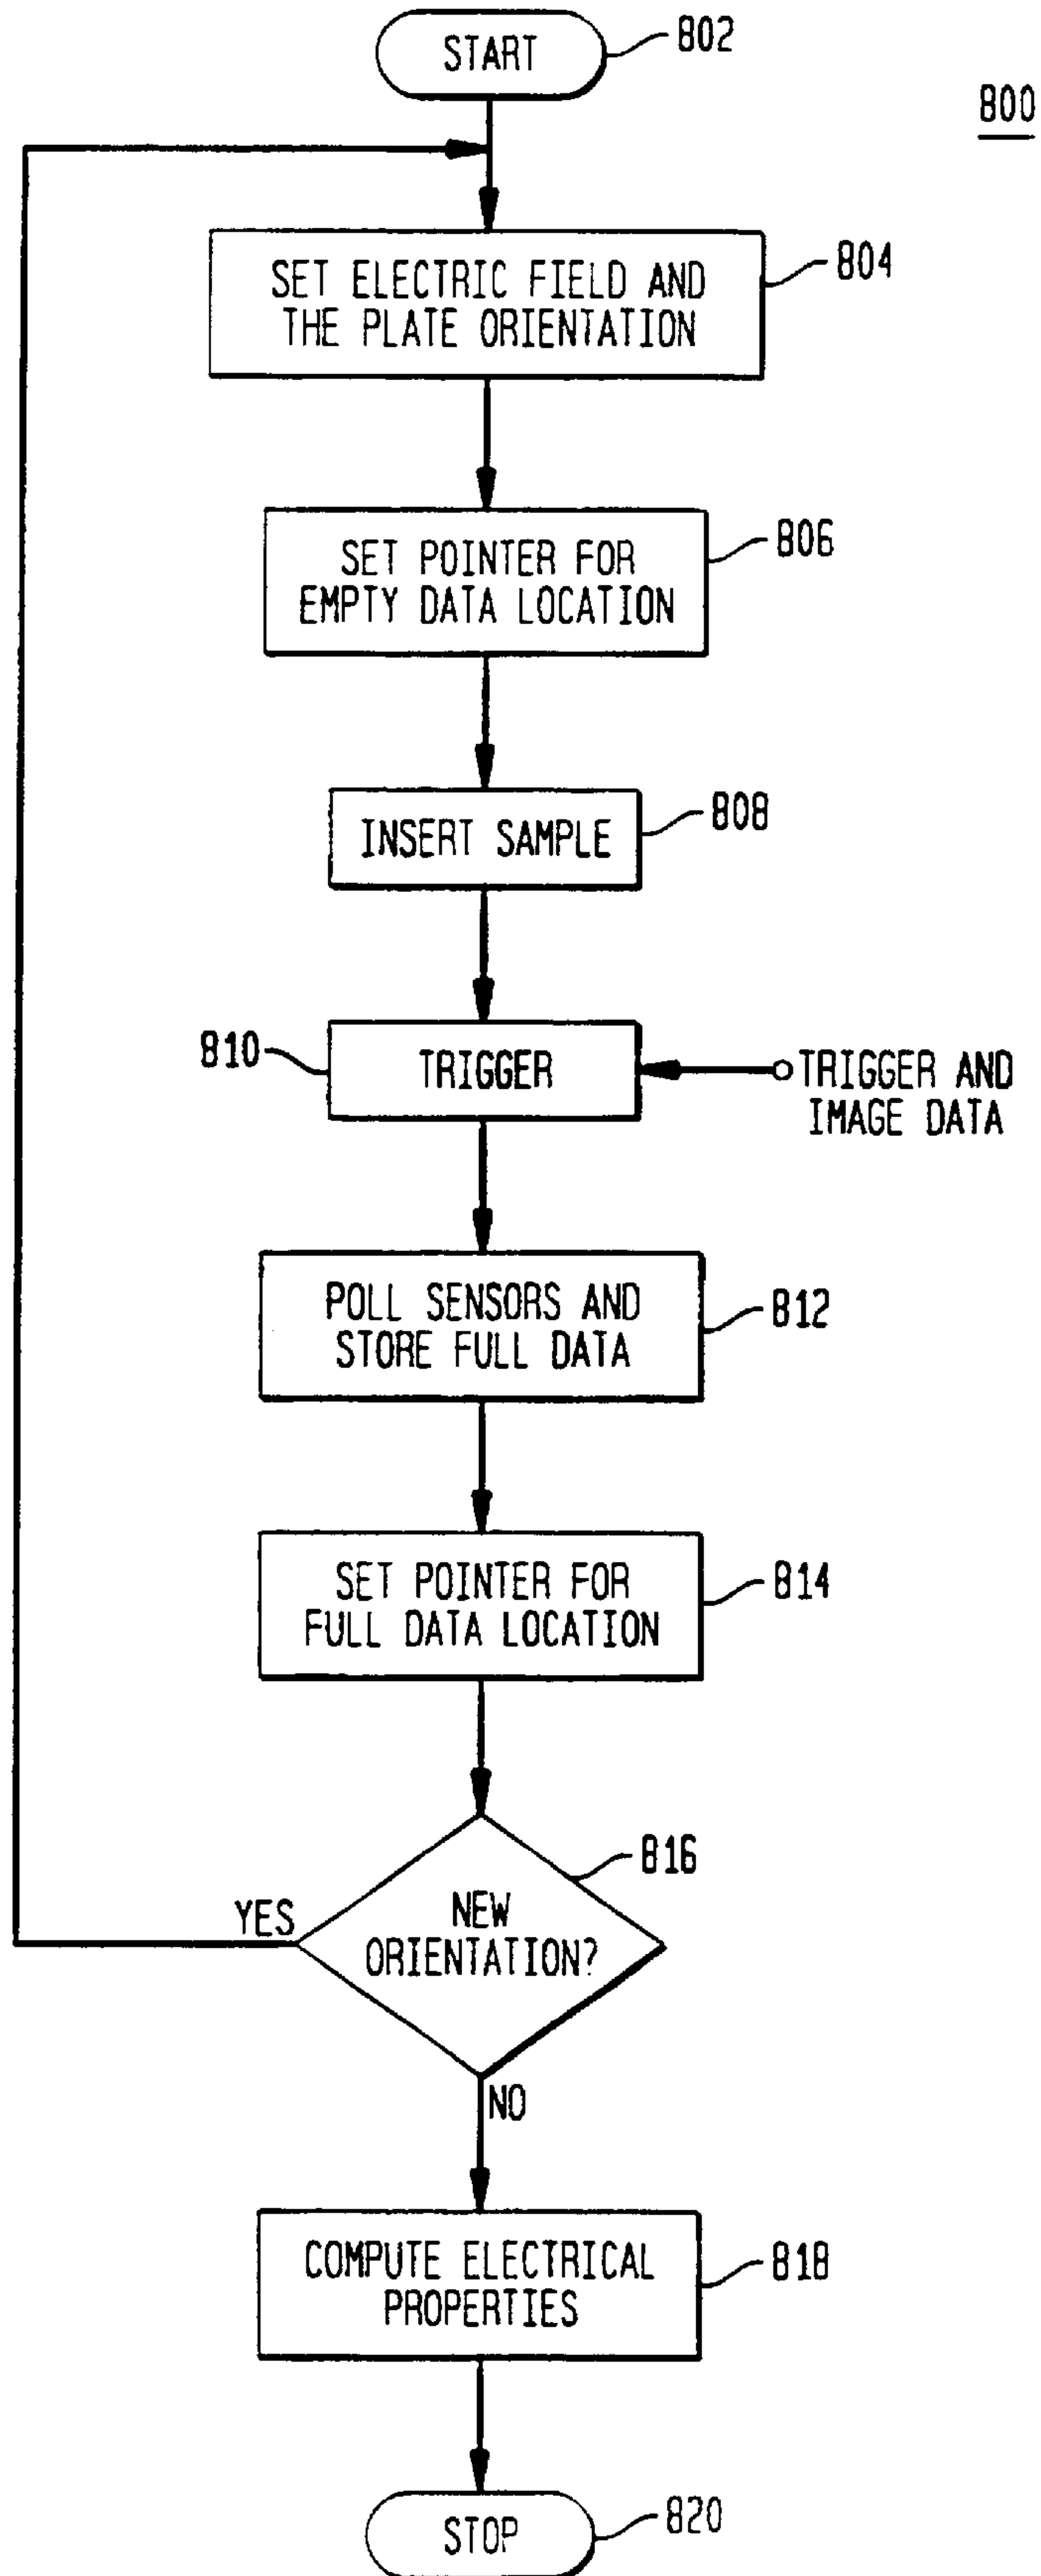 START
802
800
SET ELECTRIC FIELD AND
THE PLATE ORIENTATION
804
SET POINTER FOR
EMPTY DATA LOCATION
806
INSERT SAMPLE
808
810
TRIGGER
TRIGGER AND
IMAGE DATA
POLL SENSORS AND
STORE FULL DATA
812
SET POINTER FOR
FULL DATA LOCATION
814
816
YES
NEW
ORIENTATION?
NO
COMPUTE ELECTRICAL
PROPERTIES
818
STOP
820